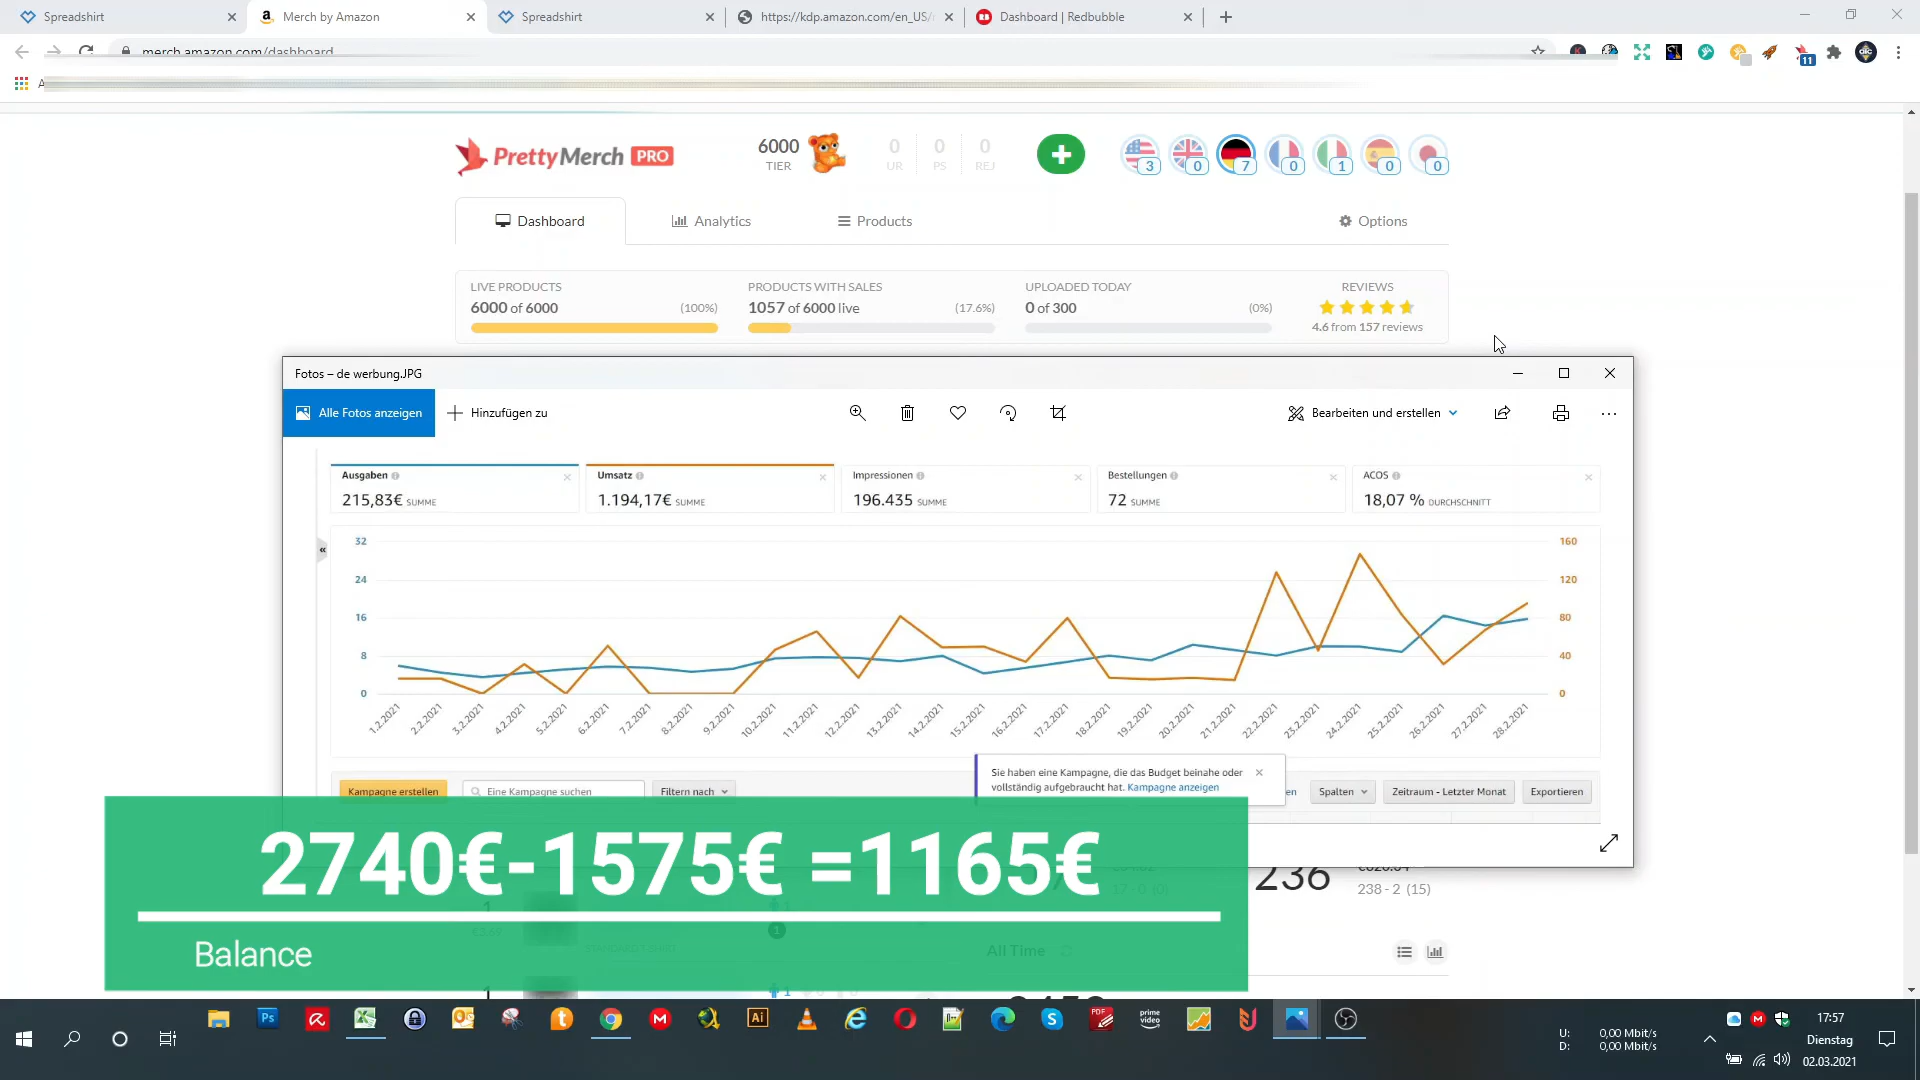 Spreadshirt
Merch by Amazon
Spreadshirt
https://kdp.amazon.com/en_US/
Dashboard | Redbubble
merch.amazon.com/dashboard
11
PrettyMerch PRO
6000
TIER
0 0 0
UR PS REJ
3 0 7 0 1 0 0
Dashboard
Analytics
Products
Options
LIVE PRODUCTS
6000 of 6000 (100%)
PRODUCTS WITH SALES
1057 of 6000 live (17.6%)
UPLOADED TODAY
0 of 300 (0%)
REVIEWS
4.6 from 157 reviews
Fotos – de werbung.JPG
Alle Fotos anzeigen
Hinzufügen zu
Bearbeiten und erstellen
Ausgaben
215,83€ SUMME
Umsatz
1.194,17€ SUMME
Impressionen
196.435 SUMME
Bestellungen
72 SUMME
ACOS
18,07 % DURCHSCHNITT
32 160
24 120
16 80
8 40
0 0
1.2.2021 2.2.2021 3.2.2021 4.2.2021 5.2.2021 6.2.2021 7.2.2021 8.2.2021 9.2.2021 10.2.2021 11.2.2021 12.2.2021 13.2.2021 14.2.2021 15.2.2021 16.2.2021 17.2.2021 18.2.2021 19.2.2021 20.2.2021 21.2.2021 22.2.2021 23.2.2021 24.2.2021 25.2.2021 26.2.2021 27.2.2021 28.2.2021
Sie haben eine Kampagne, die das Budget beinahe oder
vollständig aufgebraucht hat. Kampagne anzeigen
Kampagne erstellen
Eine Kampagne suchen
Filtern nach
en
Spalten
Zeitraum - Letzter Monat
Exportieren
2740€-1575€ =1165€
Balance
236
238 - 2 (15)
17 - 0 (0)
All Time
1
1
Ps
Ai
PDF
prime video
U: 0,00 Mbit/s
D: 0,00 Mbit/s
17:57
Dienstag
02.03.2021